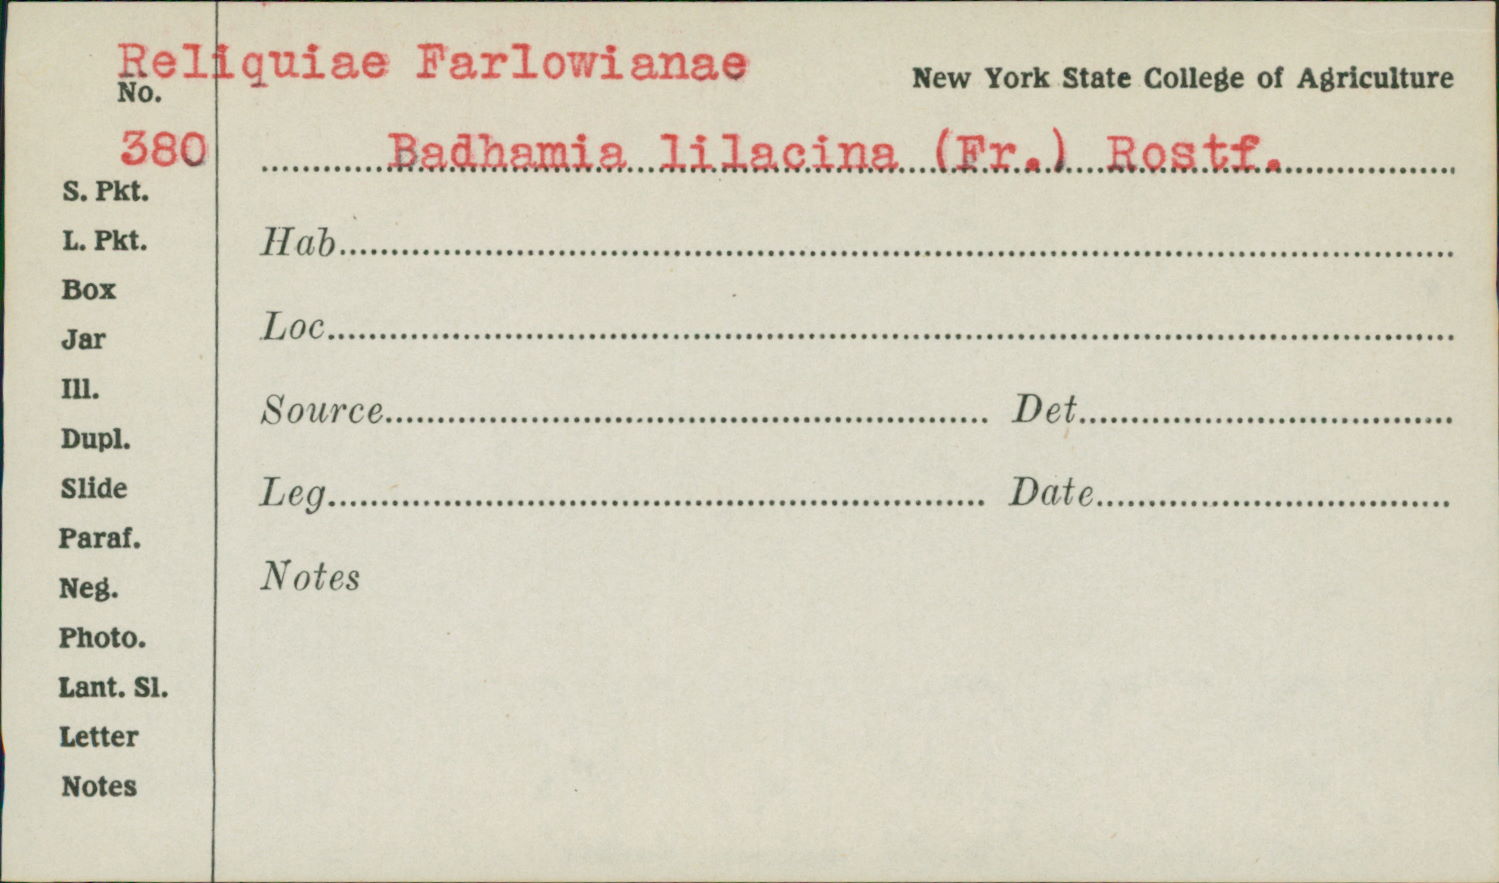 Reliquiae Farlowianae
New York State College of Agriculture
No.
380
Badhamia lilacina (Fr.) Rostf.
S. Pkt.
L. Pkt.
Box
Jar
Ill.
Dupl.
Slide
Paraf.
Neg.
Photo.
Lant. Sl.
Letter
Notes
Hab
Loc
Source Det
Leg Date
Notes